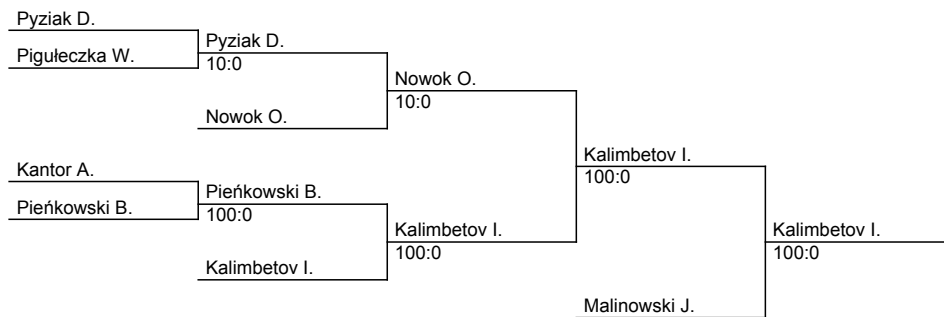 Pyziak D.
Pigułeczka W.
Pyziak D.
10:0
Nowok O.
Nowok O.
10:0
Kantor A.
Pieńkowski B.
Pieńkowski B.
100:0
Kalimbetov I.
Kalimbetov I.
100:0
Kalimbetov I.
100:0
Malinowski J.
Kalimbetov I.
100:0